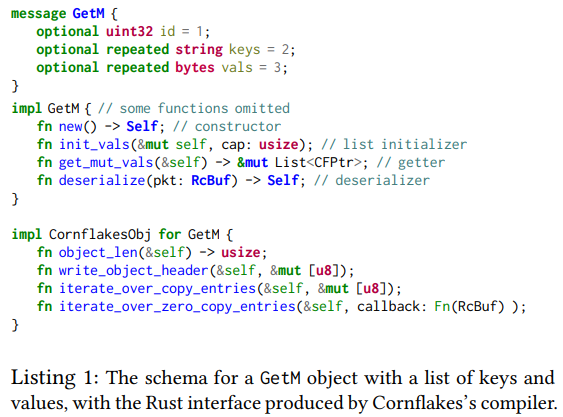 message GetM {
optional uint32 id = 1;
optional repeated string keys = 2;
optional repeated bytes vals = 3;
}
impl GetM { // some functions omitted
fn new() -> Self; // constructor
fn init_vals(&mut self, cap: usize); // list initializer
fn get_mut_vals(&self) -> &mut List<CFPtr>; // getter
fn deserialize(pkt: RcBuf) -> Self; // deserializer
}
impl CornflakesObj for GetM {
fn object_len(&self) -> usize;
fn write_object_header(&self, &mut [u8]);
fn iterate_over_copy_entries(&self, &mut [u8]);
fn iterate_over_zero_copy_entries(&self, callback: Fn(RcBuf) );
}
Listing 1: The schema for a GetM object with a list of keys and
values, with the Rust interface produced by Cornflakes's compiler.